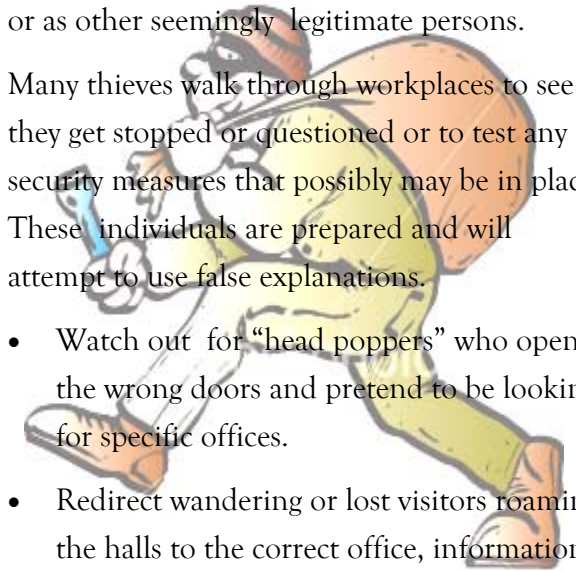 or as other seemingly legitimate persons.
Many thieves walk through workplaces to see
they get stopped or questioned or to test any
security measures that possibly may be in plac
These individuals are prepared and will
attempt to use false explanations.
• Watch out for “head poppers” who open
the wrong doors and pretend to be lookin
for specific offices.
• Redirect wandering or lost visitors roamin
the halls to the correct office, information